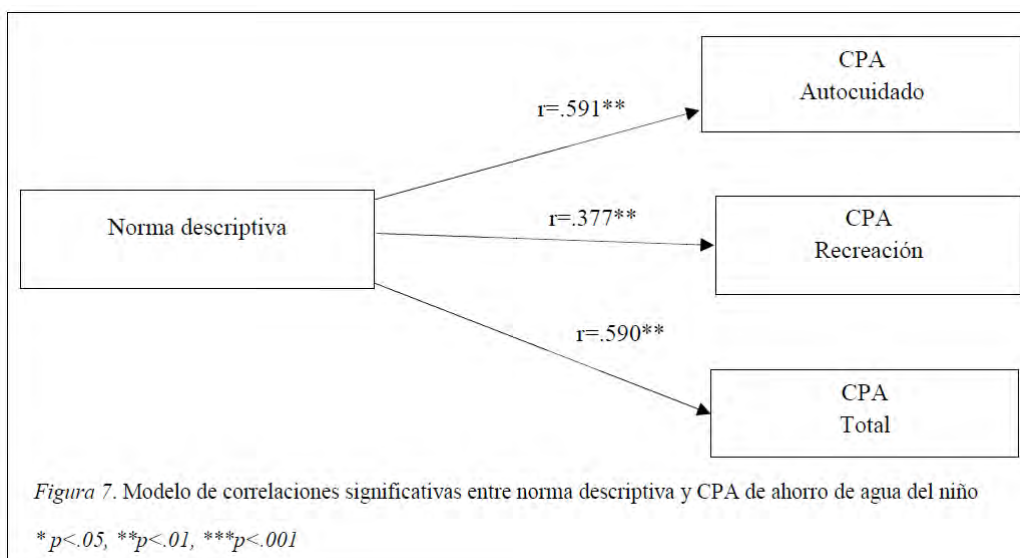 CPA
Autocuidado
r=.591**
Norma descriptiva
r=.377**
CPA
Recreación
r=.590**
CPA
Total
Figura 7. Modelo de correlaciones significativas entre norma descriptiva y CPA de ahorro de agua del niño
* p<.05, **p<.01, ***p<.001